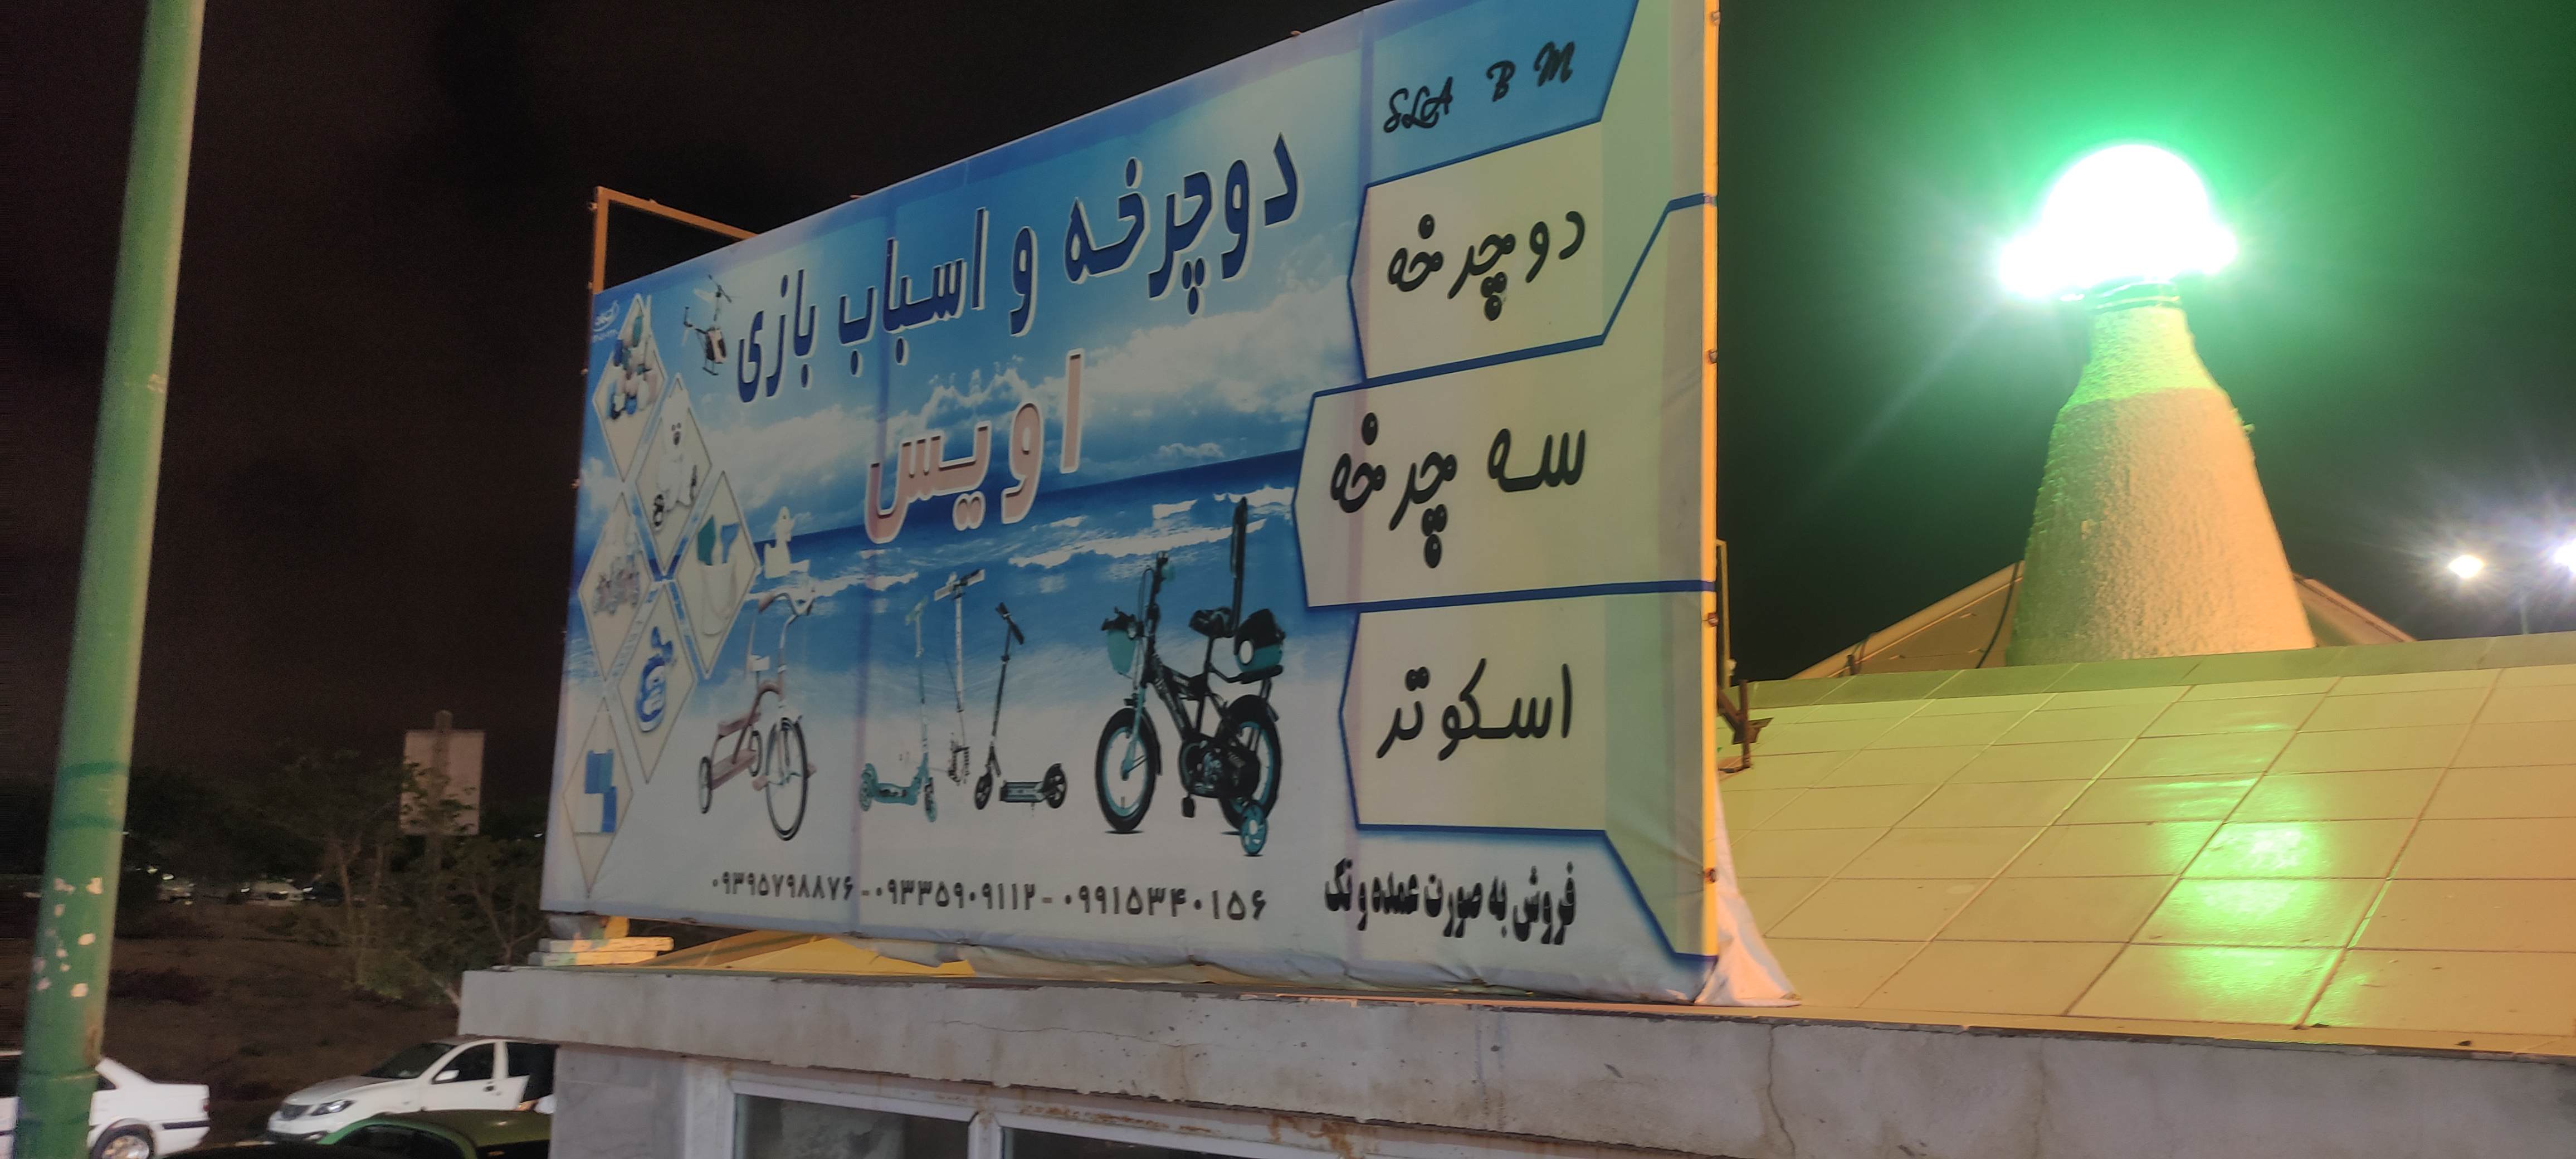 دوچرخه و اسباب بازی
اویس
SLA B M
دوچرخه
سه چرخه
اسکوتر
فروش به صورت عمده و تک
۰۹۹۱۵۳۴۰۱۵۶ - ۰۹۳۳۵۹۰۹۱۱۲ - ۰۹۳۹۵۷۹۸۸۷۶